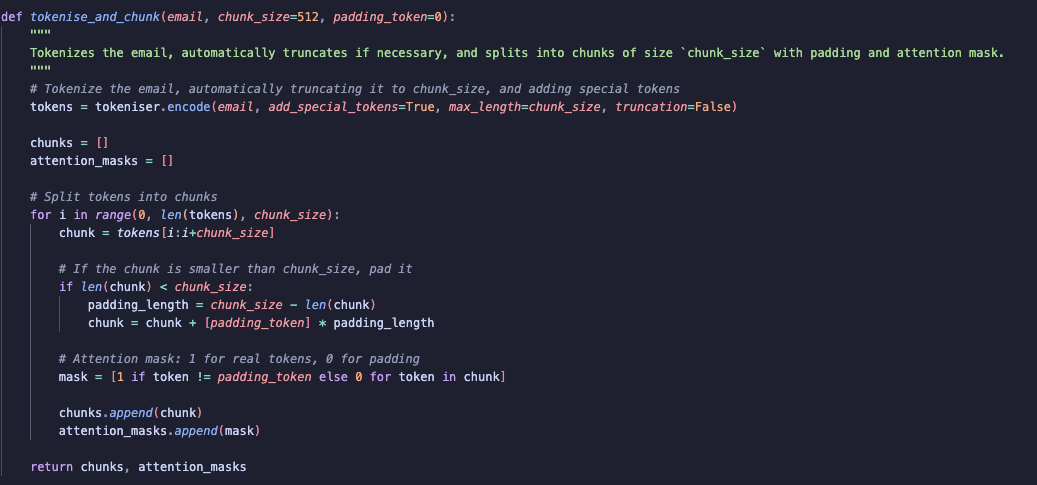 def tokenise_and_chunk(email, chunk_size=512, padding_token=0):
    """
    Tokenizes the email, automatically truncates if necessary, and splits into chunks of size `chunk_size` with padding and attention mask.
    """
    # Tokenize the email, automatically truncating it to chunk_size, and adding special tokens
    tokens = tokeniser.encode(email, add_special_tokens=True, max_length=chunk_size, truncation=False)

    chunks = []
    attention_masks = []

    # Split tokens into chunks
    for i in range(0, len(tokens), chunk_size):
        chunk = tokens[i:i+chunk_size]

        # If the chunk is smaller than chunk_size, pad it
        if len(chunk) < chunk_size:
            padding_length = chunk_size - len(chunk)
            chunk = chunk + [padding_token] * padding_length

        # Attention mask: 1 for real tokens, 0 for padding
        mask = [1 if token != padding_token else 0 for token in chunk]

        chunks.append(chunk)
        attention_masks.append(mask)

    return chunks, attention_masks